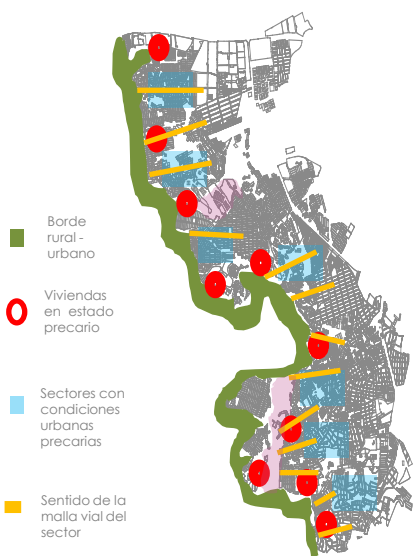 Borde
rural -
urbano
Viviendas
en estado
precario
Sectores con
condiciones
urbanas
precarias
Sentido de la
malla vial del
sector